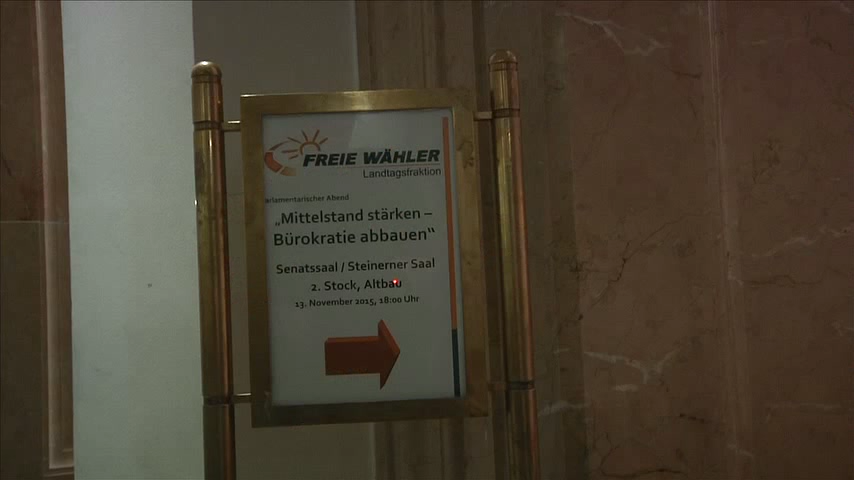 FREIE WÄHLER
Landtagsfraktion
arlamentarischer Abend
„Mittelstand stärken –
Bürokratie abbauen“
Senatssaal / Steinerner Saal
2. Stock, Altbau
13. November 2015, 18:00 Uhr